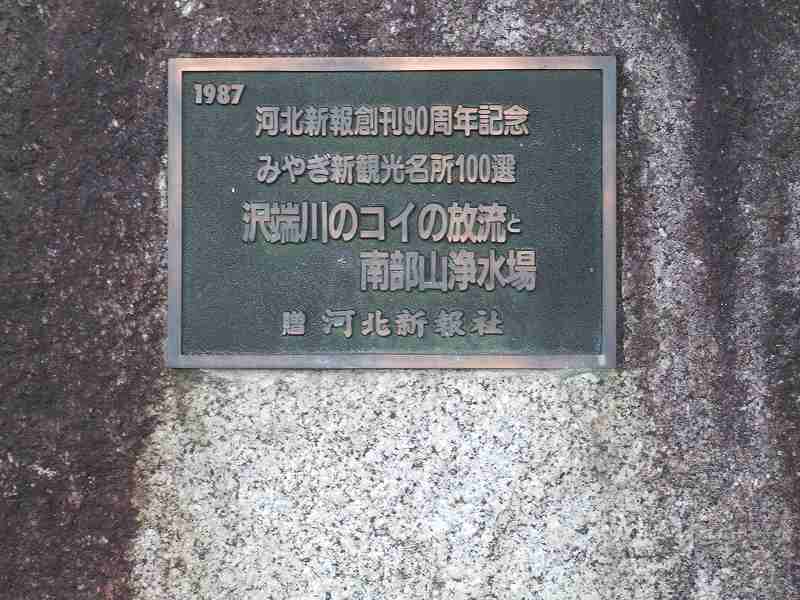 1987
河北新報創刊90周年記念
みやぎ新観光名所100選
沢端川のコイの放流と
南部山浄水場
贈 河北新報社